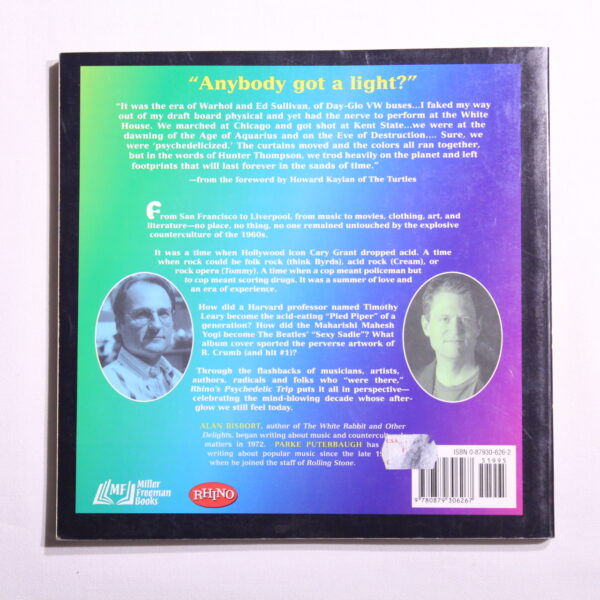 “Anybody got a light?”
“It was the era of Warhol and Ed Sullivan, of Day-Glo VW buses...I faked my way
out of my draft board physical and yet had the nerve to perform at the White
House. We marched at Chicago and got shot at Kent State...we were at the
dawning of the Age of Aquarius and on the Eve of Destruction.... Sure, we
were ‘psychedelicized.’ The curtains moved and the colors all ran together,
but in the words of Hunter Thompson, we trod heavily on the planet and left
footprints that will last forever in the sands of time.”
—from the foreword by Howard Kaylan of The Turtles
From San Francisco to Liverpool, from music to movies, clothing, art, and
literature—no place, no thing, no one remained untouched by the explosive
counterculture of the 1960s.
It was a time when Hollywood icon Cary Grant dropped acid. A time
when rock could be folk rock (think Byrds), acid rock (Cream), or
rock opera (Tommy). A time when a cop meant policeman but
to cop meant scoring drugs. It was a summer of love and
an era of experience.
How did a Harvard professor named Timothy
Leary become the acid-eating “Pied Piper” of a
generation? How did the Maharishi Mahesh
Yogi become The Beatles’ “Sexy Sadie”? What
album cover sported the perverse artwork of
R. Crumb (and hit #1)?
Through the flashbacks of musicians, artists,
authors, radicals and folks who “were there,”
Rhino’s Psychedelic Trip puts it all in perspective—
celebrating the mind-blowing decade whose after-
glow we still feel today.
ALAN BISBORT, author of The White Rabbit and Other
Delights, began writing about music and countercul
matters in 1972. PARKE PUTERBAUGH has
writing about popular music since the late 19
when he joined the staff of Rolling Stone.
MF
Miller
Freeman
Books
RHINO
ISBN 0-87930-626-2
51995
9 780879 306267